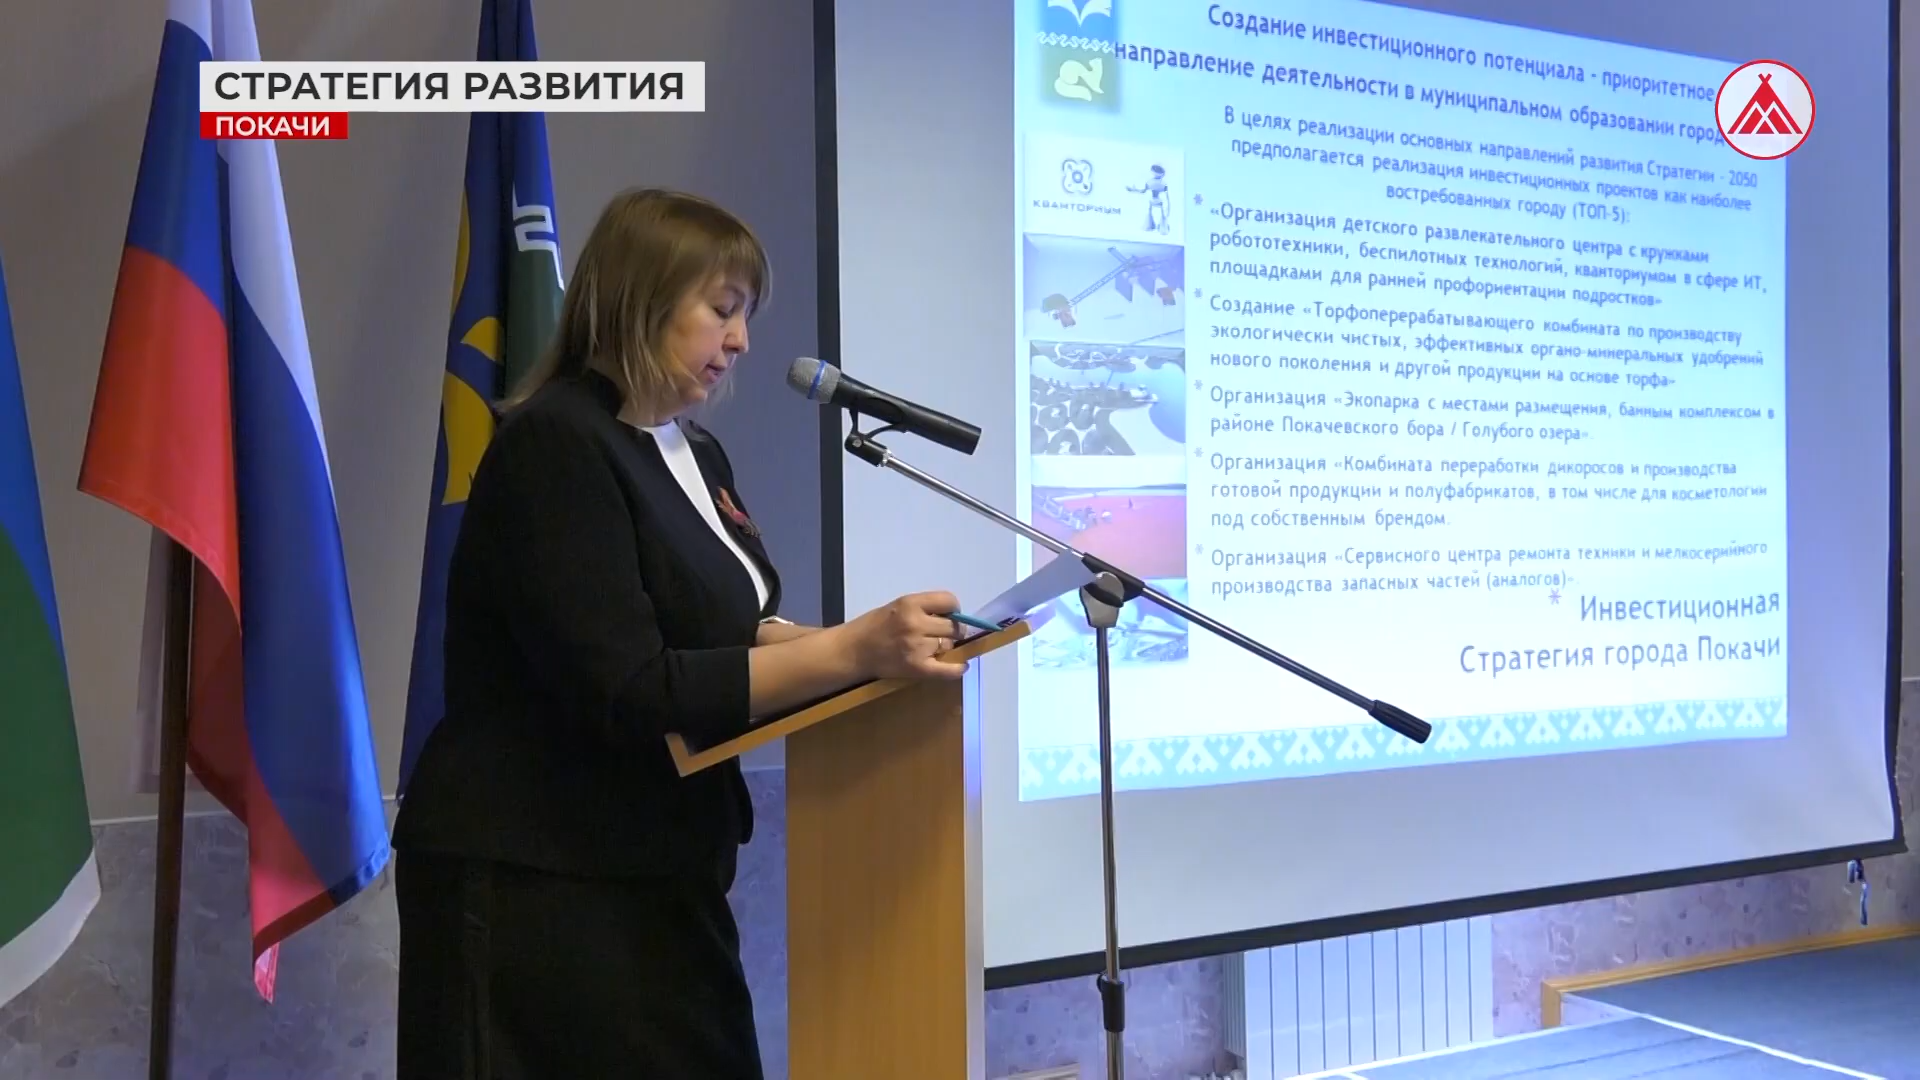 СТРАТЕГИЯ РАЗВИТИЯ
ПОКАЧИ
Создание инвестиционного потенциала - приоритетное
направление деятельности в муниципальном образовании город
В целях реализации основных направлений развития Стратегии - 2050
предполагается реализация инвестиционных проектов как наиболее
востребованных городу (ТОП-5):
КВАНТОРИУМ
* «Организация детского развлекательного центра с кружками
робототехники, беспилотных технологий, кванториумом в сфере ИТ,
площадками для ранней профориентации подростков»
* Создание «Торфоперерабатывающего комбината по производству
экологически чистых, эффективных органо-минеральных удобрений
нового поколения и другой продукции на основе торфа»
* Организация «Экопарка с местами размещения, банным комплексом в
районе Покачевского бора / Голубого озера».
* Организация «Комбината переработки дикоросов и производства
готовой продукции и полуфабрикатов, в том числе для косметологии
под собственным брендом.
* Организация «Сервисного центра ремонта техники и мелкосерийного
производства запасных частей (аналогов)».
* Инвестиционная
Стратегия города Покачи